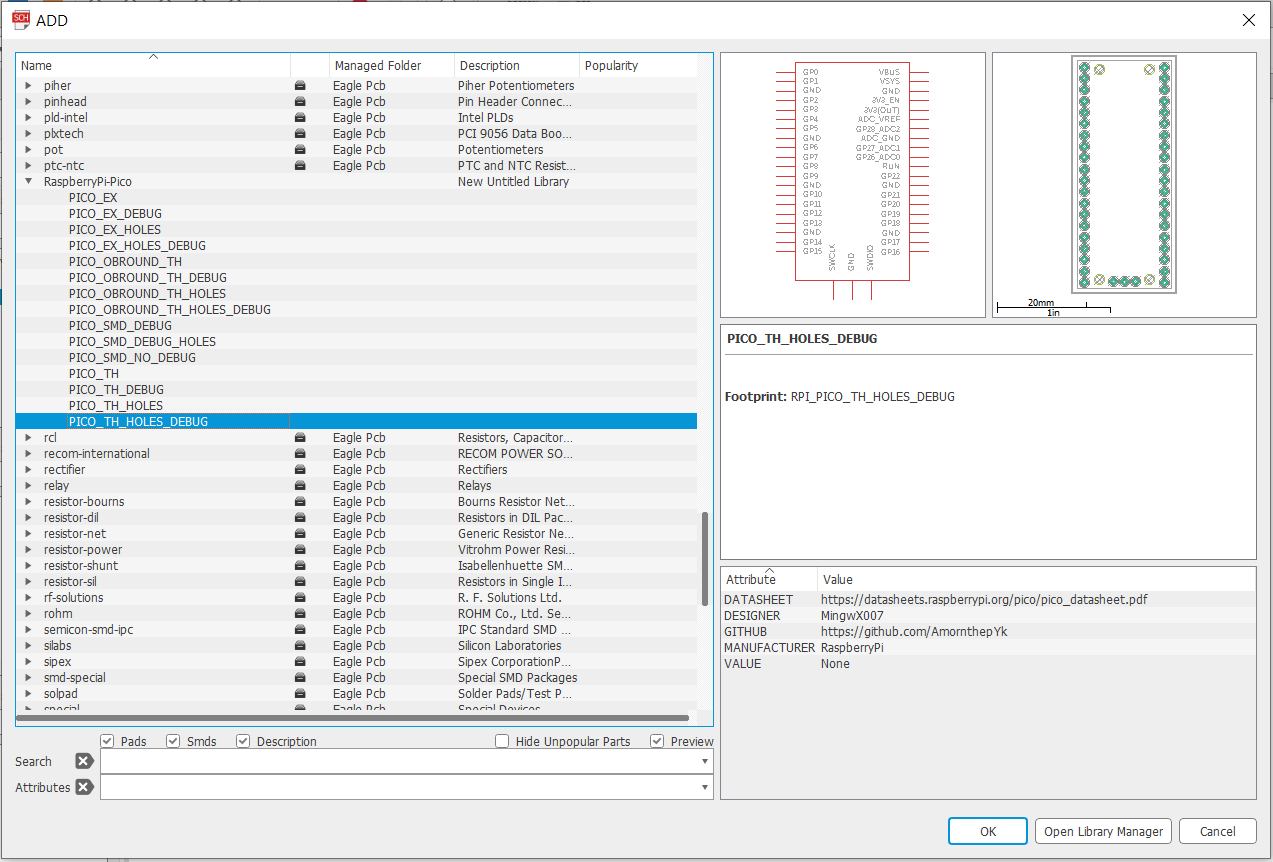 SCH ADD
Name Managed Folder Description Popularity
piher Eagle Pcb Piher Potentiometers
pinhead Eagle Pcb Pin Header Connec...
pld-intel Eagle Pcb Intel PLDs
plxtech Eagle Pcb PCI 9056 Data Boo...
pot Eagle Pcb Potentiometers
ptc-ntc Eagle Pcb PTC and NTC Resist...
RaspberryPi-Pico New Untitled Library
PICO_EX
PICO_EX_DEBUG
PICO_EX_HOLES
PICO_EX_HOLES_DEBUG
PICO_OBROUND_TH
PICO_OBROUND_TH_DEBUG
PICO_OBROUND_TH_HOLES
PICO_OBROUND_TH_HOLES_DEBUG
PICO_SMD_DEBUG
PICO_SMD_DEBUG_HOLES
PICO_SMD_NO_DEBUG
PICO_TH
PICO_TH_DEBUG
PICO_TH_HOLES
PICO_TH_HOLES_DEBUG
rcl Eagle Pcb Resistors, Capacitor...
recom-international Eagle Pcb RECOM POWER SO...
rectifier Eagle Pcb Rectifiers
relay Eagle Pcb Relays
resistor-bourns Eagle Pcb Bourns Resistor Net...
resistor-dil Eagle Pcb Resistors in DIL Pac...
resistor-net Eagle Pcb Generic Resistor Ne...
resistor-power Eagle Pcb Vitrohm Power Resi...
resistor-shunt Eagle Pcb Isabellenhuette SM...
resistor-sil Eagle Pcb Resistors in Single I...
rf-solutions Eagle Pcb R. F. Solutions Ltd.
rohm Eagle Pcb ROHM Co., Ltd. Se...
semicon-smd-ipc Eagle Pcb IPC Standard SMD ...
silabs Eagle Pcb Silicon Laboratories
sipex Eagle Pcb Sipex CorporationP...
smd-special Eagle Pcb Special SMD Packages
solpad Eagle Pcb Solder Pads/Test P...
special Eagle Pcb Special Devices
Pads Smds Description Hide Unpopular Parts Preview
Search
Attributes
GP0 VBUS
GP1 VSYS
GND GND
GP2 3V3_EN
GP3 3V3(OUT)
GP4 ADC_VREF
GP5 GP28_ADC2
GND ADC_GND
GP6 GP27_ADC1
GP7 GP26_ADC0
GP8 RUN
GP9 GP22
GND GND
GP10 GP21
GP11 GP20
GP12 GP19
GP13 GP18
GND GND
GP14 GP17
GP15 GP16
SWCLK GND SWDIO
20mm
1in
PICO_TH_HOLES_DEBUG
Footprint: RPI_PICO_TH_HOLES_DEBUG
Attribute Value
DATASHEET https://datasheets.raspberrypi.org/pico/pico_datasheet.pdf
DESIGNER MingwX007
GITHUB https://github.com/AmornthepYk
MANUFACTURER RaspberryPi
VALUE None
OK Open Library Manager Cancel